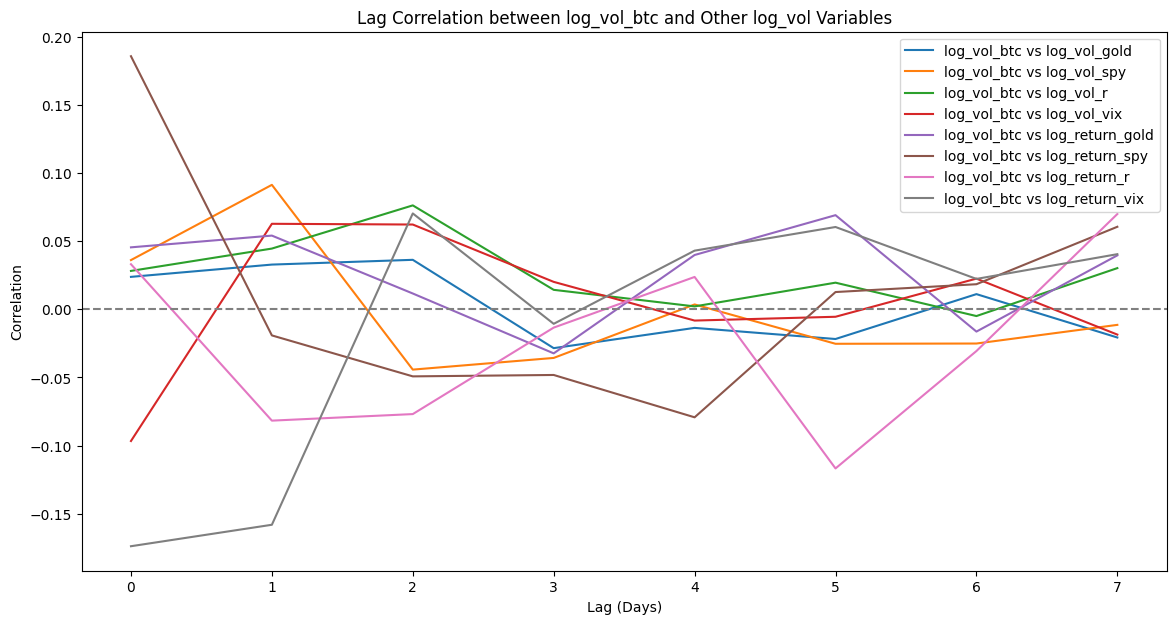 Lag Correlation between log_vol_btc and Other log_vol Variables
0.20
0.15
0.10
0.05
0.00
−0.05
−0.10
−0.15
Correlation
log_vol_btc vs log_vol_gold
log_vol_btc vs log_vol_spy
log_vol_btc vs log_vol_r
log_vol_btc vs log_vol_vix
log_vol_btc vs log_return_gold
log_vol_btc vs log_return_spy
log_vol_btc vs log_return_r
log_vol_btc vs log_return_vix
0 1 2 3 4 5 6 7
Lag (Days)